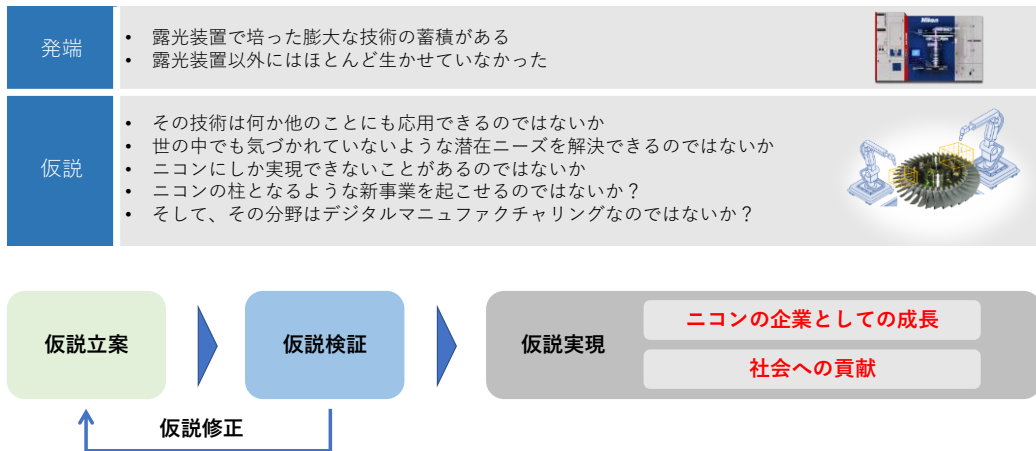 発端
• 露光装置で培った膨大な技術の蓄積がある
• 露光装置以外にはほとんど生かせていなかった
Nikon
仮説
• その技術は何か他のことにも応用できるのではないか
• 世の中でも気づかれていないような潜在ニーズを解決できるのではないか
• ニコンにしか実現できないことがあるのではないか
• ニコンの柱となるような新事業を起こせるのではないか？
• そして、その分野はデジタルマニュファクチャリングなのではないか？
仮説立案
仮説検証
仮説実現
ニコンの企業としての成長
社会への貢献
仮説修正